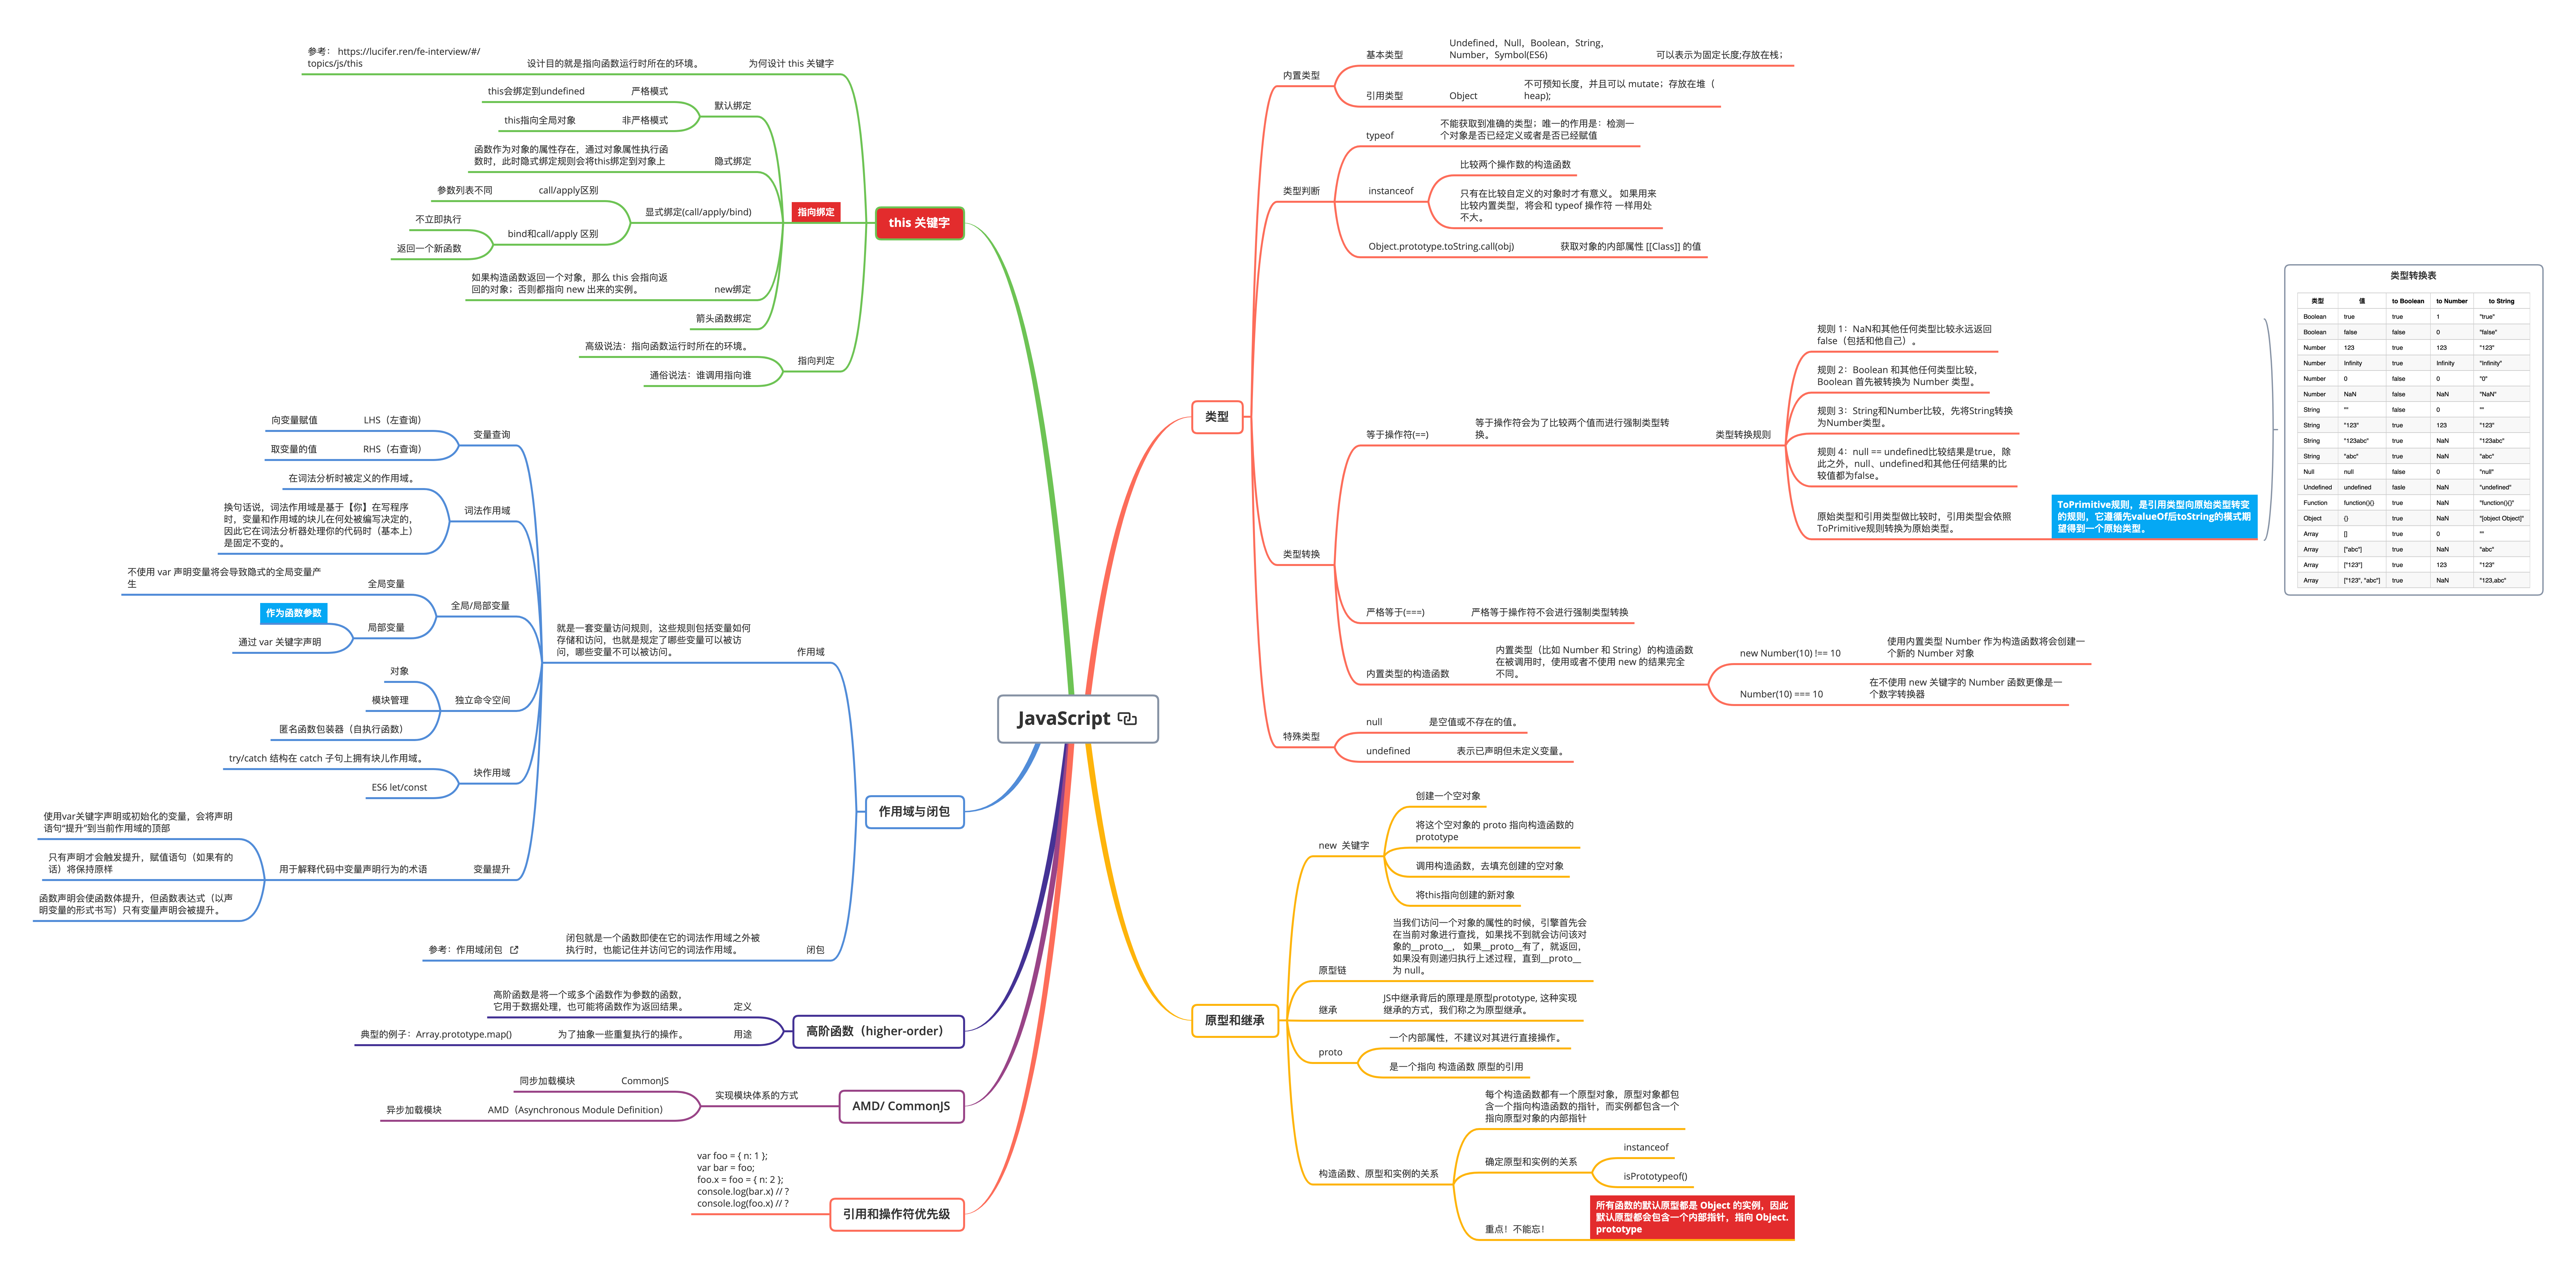 JavaScript
this 关键字
为何设计 this 关键字
设计目的就是指向函数运行时所在的环境。
参考： https://lucifer.ren/fe-interview/#/
topics/js/this
指向绑定
默认绑定
严格模式
this会绑定到undefined
非严格模式
this指向全局对象
隐式绑定
函数作为对象的属性存在，通过对象属性执行函
数时，此时隐式绑定规则会将this绑定到对象上
显式绑定(call/apply/bind)
call/apply区别
参数列表不同
bind和call/apply 区别
不立即执行
返回一个新函数
new绑定
如果构造函数返回一个对象，那么 this 会指向返
回的对象；否则都指向 new 出来的实例。
箭头函数绑定
指向判定
高级说法：指向函数运行时所在的环境。
通俗说法：谁调用指向谁
作用域与闭包
作用域
就是一套变量访问规则，这些规则包括变量如何
存储和访问，也就是规定了哪些变量可以被访
问，哪些变量不可以被访问。
变量查询
LHS（左查询）
向变量赋值
RHS（右查询）
取变量的值
词法作用域
在词法分析时被定义的作用域。
换句话说，词法作用域是基于【你】在写程序
时，变量和作用域的块儿在何处被编写决定的，
因此它在词法分析器处理你的代码时（基本上）
是固定不变的。
全局/局部变量
全局变量
不使用 var 声明变量将会导致隐式的全局变量产
生
局部变量
作为函数参数
通过 var 关键字声明
独立命令空间
对象
模块管理
匿名函数包装器（自执行函数）
块作用域
try/catch 结构在 catch 子句上拥有块儿作用域。
ES6 let/const
变量提升
用于解释代码中变量声明行为的术语
使用var关键字声明或初始化的变量，会将声明
语句“提升”到当前作用域的顶部
只有声明才会触发提升，赋值语句（如果有的
话）将保持原样
函数声明会使函数体提升，但函数表达式（以声
明变量的形式书写）只有变量声明会被提升。
闭包
闭包就是一个函数即使在它的词法作用域之外被
执行时，也能记住并访问它的词法作用域。
参考：作用域闭包
高阶函数（higher-order）
定义
高阶函数是将一个或多个函数作为参数的函数，
它用于数据处理，也可能将函数作为返回结果。
用途
为了抽象一些重复执行的操作。
典型的例子：Array.prototype.map()
AMD/ CommonJS
实现模块体系的方式
CommonJS
同步加载模块
AMD（Asynchronous Module Definition）
异步加载模块
引用和操作符优先级
var foo = { n: 1 };
var bar = foo;
foo.x = foo = { n: 2 };
console.log(bar.x) // ?
console.log(foo.x) // ?
类型
内置类型
基本类型
Undefined，Null，Boolean，String，
Number，Symbol(ES6)
可以表示为固定长度;存放在栈；
引用类型
Object
不可预知长度，并且可以 mutate；存放在堆（
heap);
类型判断
typeof
不能获取到准确的类型；唯一的作用是：检测一
个对象是否已经定义或者是否已经赋值
instanceof
比较两个操作数的构造函数
只有在比较自定义的对象时才有意义。 如果用来
比较内置类型，将会和 typeof 操作符 一样用处
不大。
Object.prototype.toString.call(obj)
获取对象的内部属性 [[Class]] 的值
类型转换
等于操作符(==)
等于操作符会为了比较两个值而进行强制类型转
换。
类型转换规则
规则 1：NaN和其他任何类型比较永远返回
false（包括和他自己）。
规则 2：Boolean 和其他任何类型比较，
Boolean 首先被转换为 Number 类型。
规则 3：String和Number比较，先将String转换
为Number类型。
规则 4：null == undefined比较结果是true，除
此之外，null、undefined和其他任何结果的比
较值都为false。
原始类型和引用类型做比较时，引用类型会依照
ToPrimitive规则转换为原始类型。
ToPrimitive规则，是引用类型向原始类型转变
的规则，它遵循先valueOf后toString的模式期
望得到一个原始类型。
类型转换表
类型 值 to Boolean to Number to String
Boolean true true 1 "true"
Boolean false false 0 "false"
Number 123 true 123 "123"
Number Infinity true Infinity "Infinity"
Number 0 false 0 "0"
Number NaN false NaN "NaN"
String "" false 0 ""
String "123" true 123 "123"
String "123abc" true NaN "123abc"
String "abc" true NaN "abc"
Null null false 0 "null"
Undefined undefined fasle NaN "undefined"
Function function(){} true NaN "function(){}"
Object {} true NaN "[object Object]"
Array [] true 0 ""
Array ["abc"] true NaN "abc"
Array ["123"] true 123 "123"
Array ["123", "abc"] true NaN "123,abc"
严格等于(===)
严格等于操作符不会进行强制类型转换
内置类型的构造函数
内置类型（比如 Number 和 String）的构造函数
在被调用时，使用或者不使用 new 的结果完全
不同。
new Number(10) !== 10
使用内置类型 Number 作为构造函数将会创建一
个新的 Number 对象
Number(10) === 10
在不使用 new 关键字的 Number 函数更像是一
个数字转换器
特殊类型
null
是空值或不存在的值。
undefined
表示已声明但未定义变量。
原型和继承
new 关键字
创建一个空对象
将这个空对象的 proto 指向构造函数的
prototype
调用构造函数，去填充创建的空对象
将this指向创建的新对象
原型链
当我们访问一个对象的属性的时候，引擎首先会
在当前对象进行查找，如果找不到就会访问该对
象的__proto__， 如果__proto__有了，就返回，
如果没有则递归执行上述过程，直到__proto__
为 null。
继承
JS中继承背后的原理是原型prototype, 这种实现
继承的方式，我们称之为原型继承。
proto
一个内部属性，不建议对其进行直接操作。
是一个指向 构造函数 原型的引用
构造函数、原型和实例的关系
每个构造函数都有一个原型对象，原型对象都包
含一个指向构造函数的指针，而实例都包含一个
指向原型对象的内部指针
确定原型和实例的关系
instanceof
isPrototypeof()
重点！不能忘！
所有函数的默认原型都是 Object 的实例，因此
默认原型都会包含一个内部指针，指向 Object.
prototype